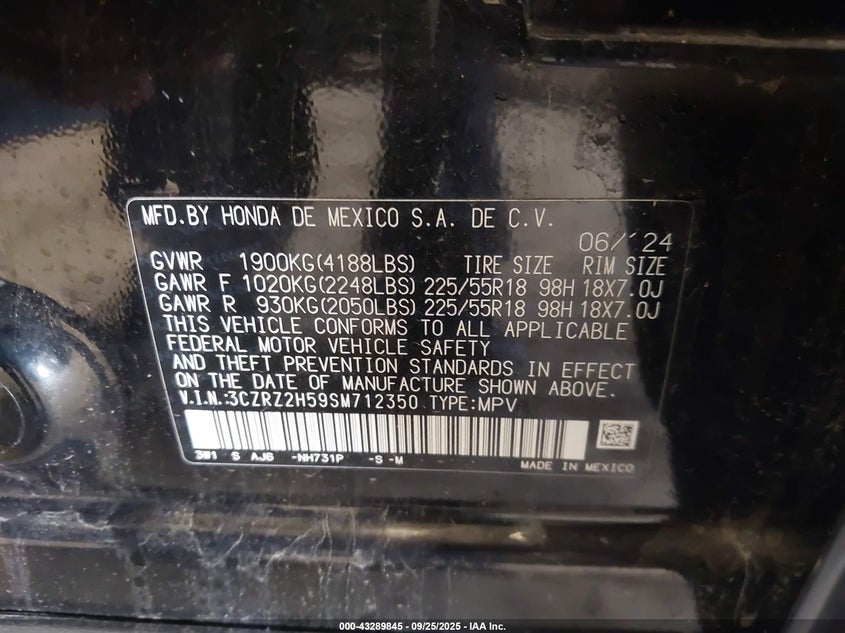 MFD.BY HONDA DE MEXICO S.A. DE C.V.
06/'24
GVWR 1900KG(4188LBS) TIRE SIZE RIM SIZE
GAWR F 1020KG(2248LBS) 225/55R18 98H 18X7.0J
GAWR R 930KG(2050LBS) 225/55R18 98H 18X7.0J
THIS VEHICLE CONFORMS TO ALL APPLICABLE
FEDERAL MOTOR VEHICLE SAFETY
AND THEFT PREVENTION STANDARDS IN EFFECT
ON THE DATE OF MANUFACTURE SHOWN ABOVE.
V.I.N.:3CZRZ2H59SM712350 TYPE:MPV
3W1 S AJB -NH731P -S -M
MADE IN MEXICO
000-43289845 - 09/25/2025 - IAA Inc.